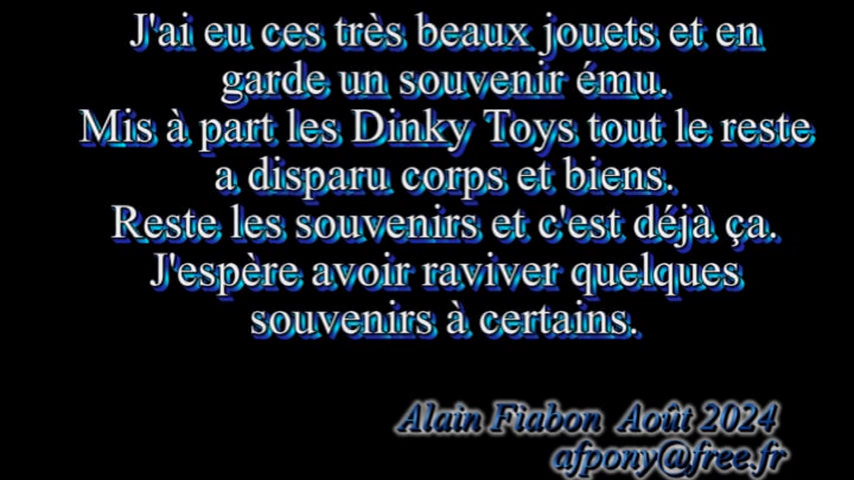 J'ai eu ces très beaux jouets et en
garde un souvenir ému.
Mis à part les Dinky Toys tout le reste
a disparu corps et biens.
Reste les souvenirs et c'est déjà ça.
J'espère avoir raviver quelques
souvenirs à certains.
Alain Fiabon Août 2024
afpony@free.fr